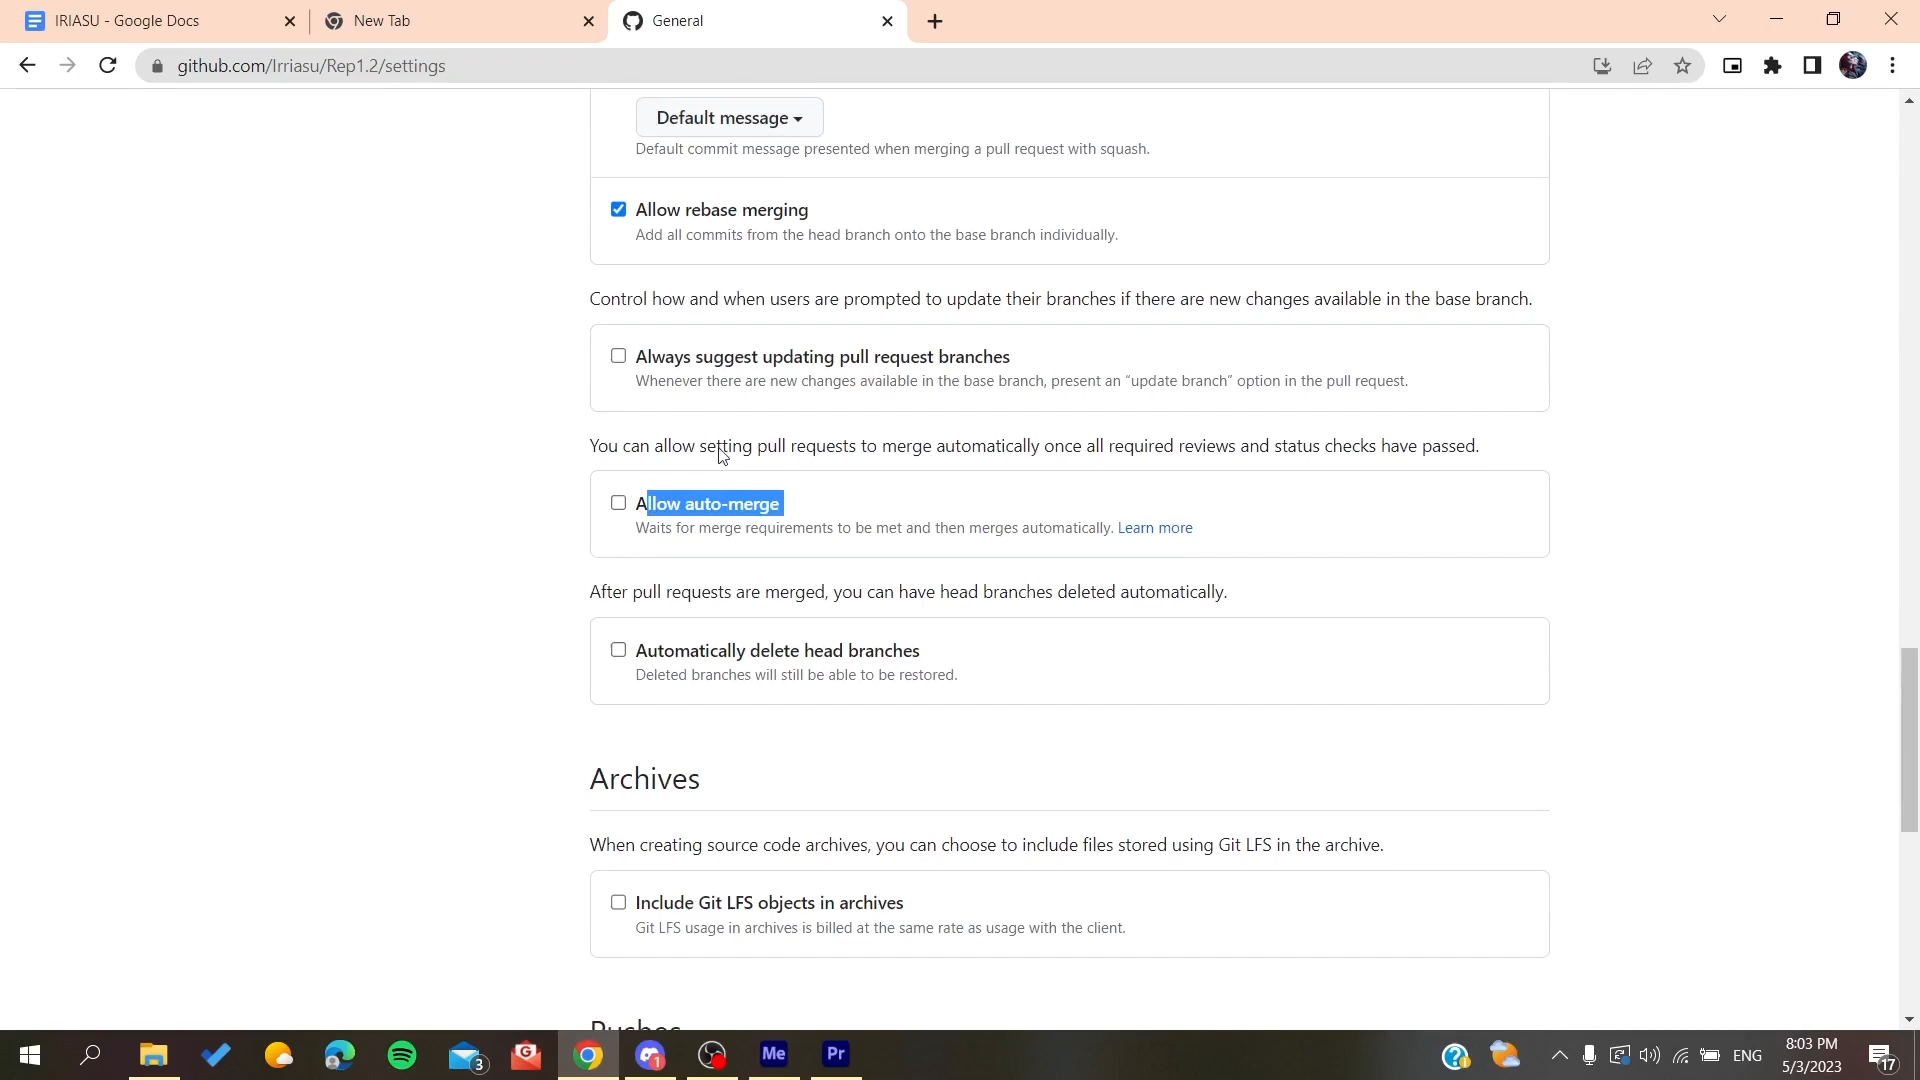 IRIASU - Google Docs
New Tab
General
github.com/Irriasu/Rep1.2/settings
Default message
Default commit message presented when merging a pull request with squash.
Allow rebase merging
Add all commits from the head branch onto the base branch individually.
Control how and when users are prompted to update their branches if there are new changes available in the base branch.
Always suggest updating pull request branches
Whenever there are new changes available in the base branch, present an “update branch” option in the pull request.
You can allow setting pull requests to merge automatically once all required reviews and status checks have passed.
Allow auto-merge
Waits for merge requirements to be met and then merges automatically. Learn more
After pull requests are merged, you can have head branches deleted automatically.
Automatically delete head branches
Deleted branches will still be able to be restored.
Archives
When creating source code archives, you can choose to include files stored using Git LFS in the archive.
Include Git LFS objects in archives
Git LFS usage in archives is billed at the same rate as usage with the client.
Pushes
3
G
1
Me
Pr
ENG
8:03 PM
5/3/2023
17